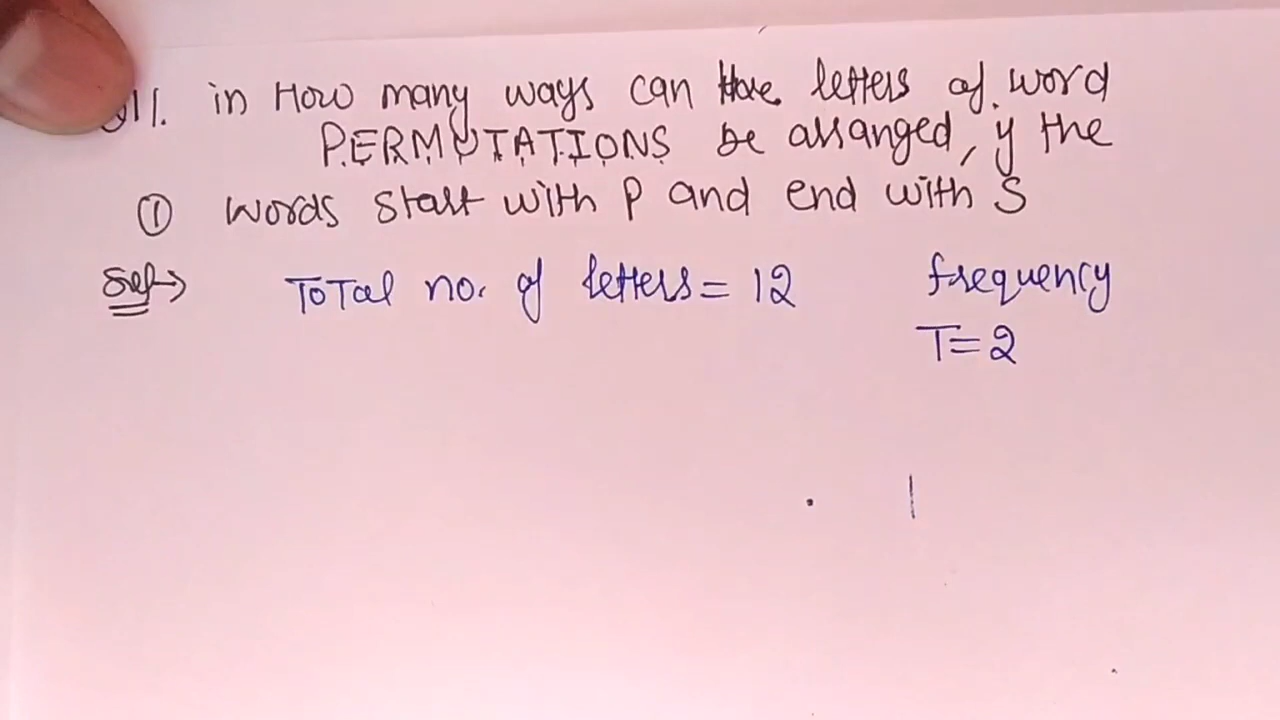 Q11. in How many ways can the letters of word
PERMUTATIONS be arranged, if the
① words start with P and end with S
Sol→ ToTal no. of letters = 12 frequency
T=2